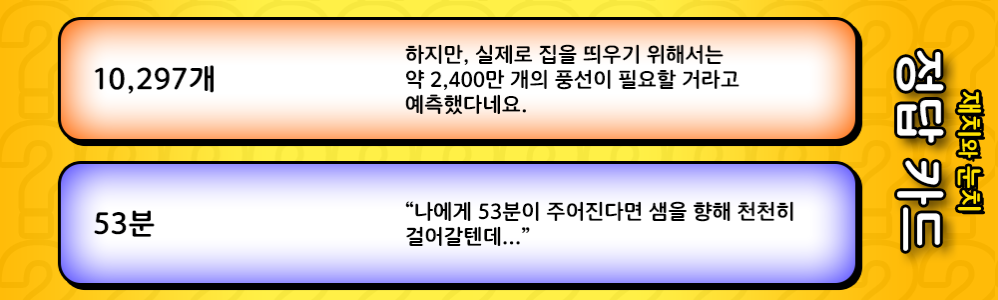 10,297개
하지만, 실제로 집을 띄우기 위해서는
약 2,400만 개의 풍선이 필요할 거라고
예측했다네요.
53분
“나에게 53분이 주어진다면 샘을 향해 천천히
걸어갈텐데...”
재치와 눈치
정답 카드